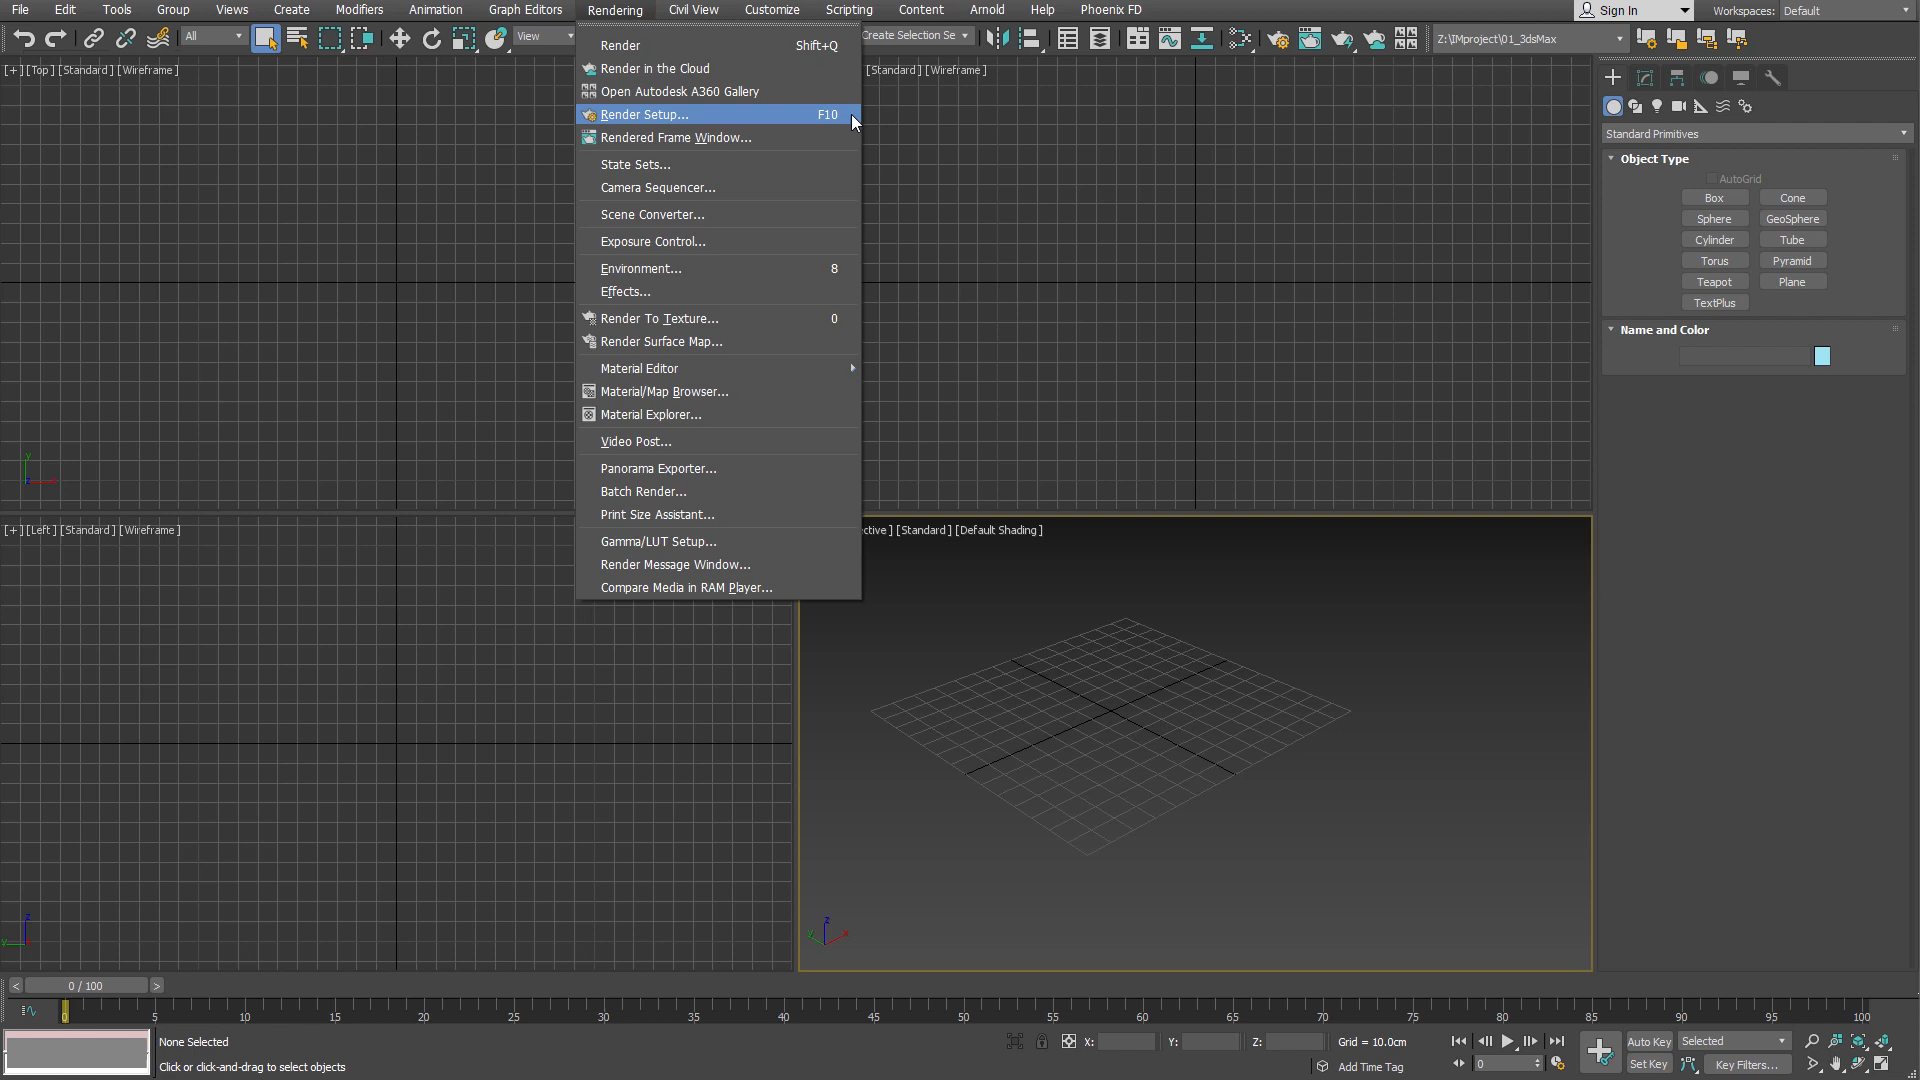 File Edit Tools Group Views Create Modifiers Animation Graph Editors Rendering Civil View Customize Scripting Content Arnold Help Phoenix FD Sign In Workspaces: Default
All View Create Selection Se Z:\IMproject\01_3dsMax
[+] [Top] [Standard] [Wireframe]
[Standard] [Wireframe]
Render Shift+Q
Render in the Cloud
Open Autodesk A360 Gallery
Render Setup... F10
Rendered Frame Window...
State Sets...
Camera Sequencer...
Scene Converter...
Exposure Control...
Environment... 8
Effects...
Render To Texture... 0
Render Surface Map...
Material Editor
Material/Map Browser...
Material Explorer...
Video Post...
Panorama Exporter...
Batch Render...
Print Size Assistant...
Gamma/LUT Setup...
Render Message Window...
Compare Media in RAM Player...
Standard Primitives
Object Type
AutoGrid
Box Cone
Sphere GeoSphere
Cylinder Tube
Torus Pyramid
Teapot Plane
TextPlus
Name and Color
y
[+] [Left] [Standard] [Wireframe]
ctive] [Standard] [Default Shading]
z
y
z
y x
< 0 / 100 >
0 5 10 15 20 25 30 35 40 45 50 55 60 65 70 75 80 85 90 95 100
None Selected X: Y: Z: Grid = 10.0cm Auto Key Selected
Click or click-and-drag to select objects Add Time Tag 0 Set Key Key Filters...